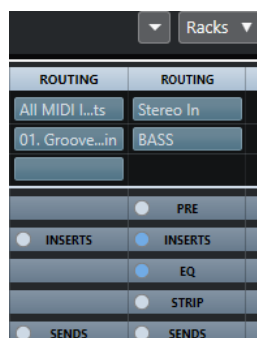 Racks
ROUTING ROUTING
All MIDI I...ts Stereo In
01. Groove...in BASS
PRE
INSERTS INSERTS
EQ
STRIP
SENDS SENDS